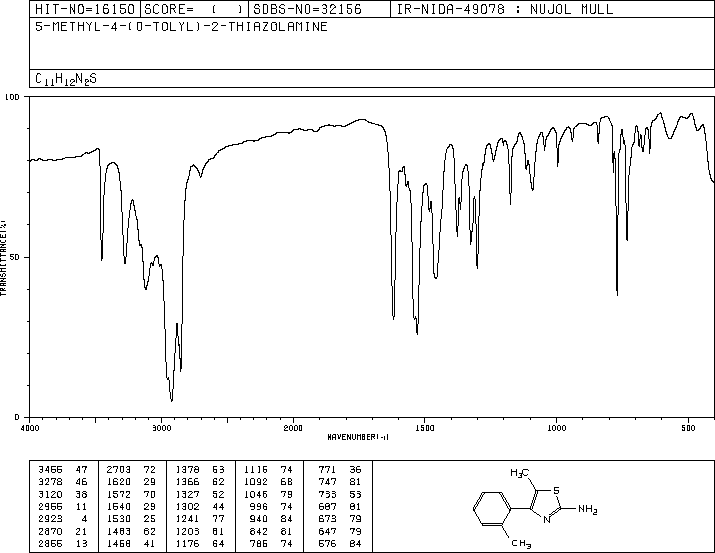 HIT-NO=16150 SCORE= ( ) SDBS-NO=32156 IR-NIDA-49078 : NUJOL MULL
5-METHYL-4-(O-TOLYL)-2-THIAZOLAMINE
C11H12N2S
100
50
0
TRANSMITTANCE(%)
4000 3000 2000 1500 1000 500
WAVENUMBER(-1)
3466 47 2703 72 1378 53 1116 74 771 36
3278 46 1620 29 1366 62 1092 68 747 81
3120 38 1572 70 1327 52 1046 79 733 53
2955 11 1540 29 1302 44 996 74 687 81
2923 4 1530 25 1241 77 940 84 673 79
2870 21 1483 62 1203 81 842 81 647 79
2855 13 1458 41 1176 64 786 74 576 84
H3C
S
N
NH2
CH3